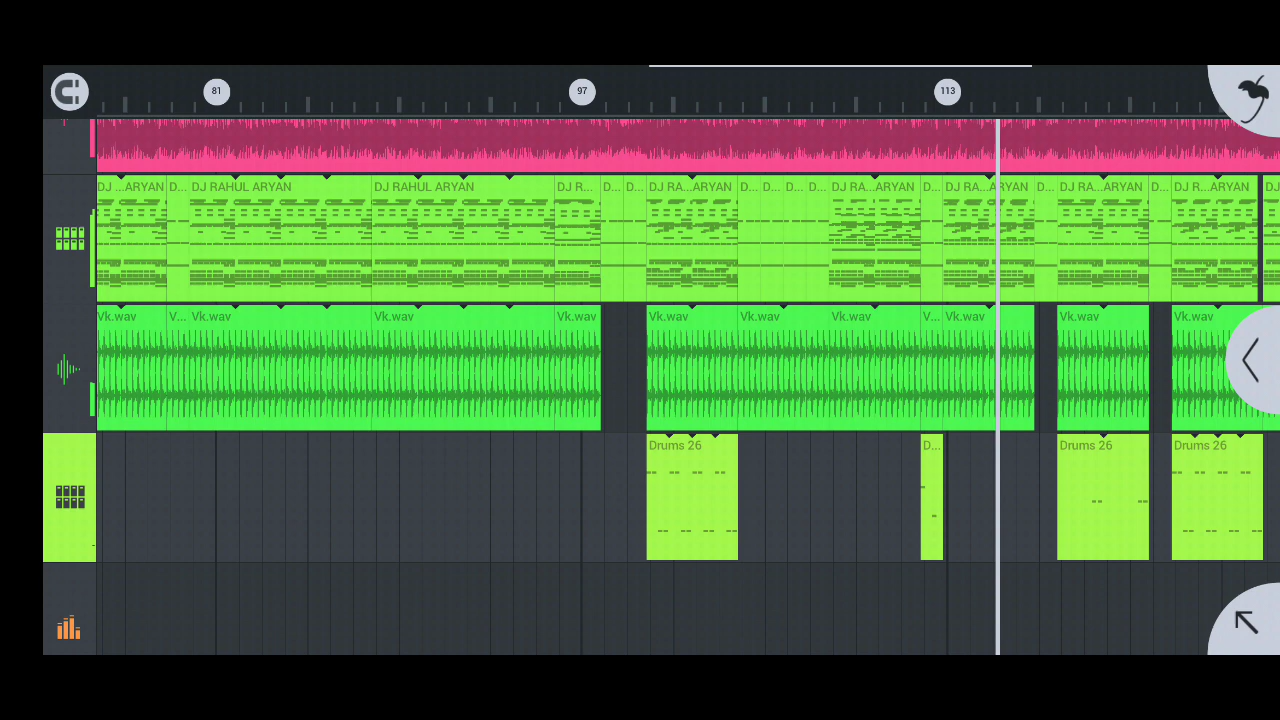 81 97 113
DJ ...ARYAN D... DJ RAHUL ARYAN DJ RAHUL ARYAN DJ R... D... D... DJ RA...ARYAN D... D... D... D... DJ RA...ARYAN D... DJ RA...ARYAN D... DJ RA...ARYAN D... DJ R...ARYAN DJ
Vk.wav V... Vk.wav Vk.wav Vk.wav Vk.wav Vk.wav Vk.wav V... Vk.wav Vk.wav Vk.wav
Drums 26 D... Drums 26 Drums 26